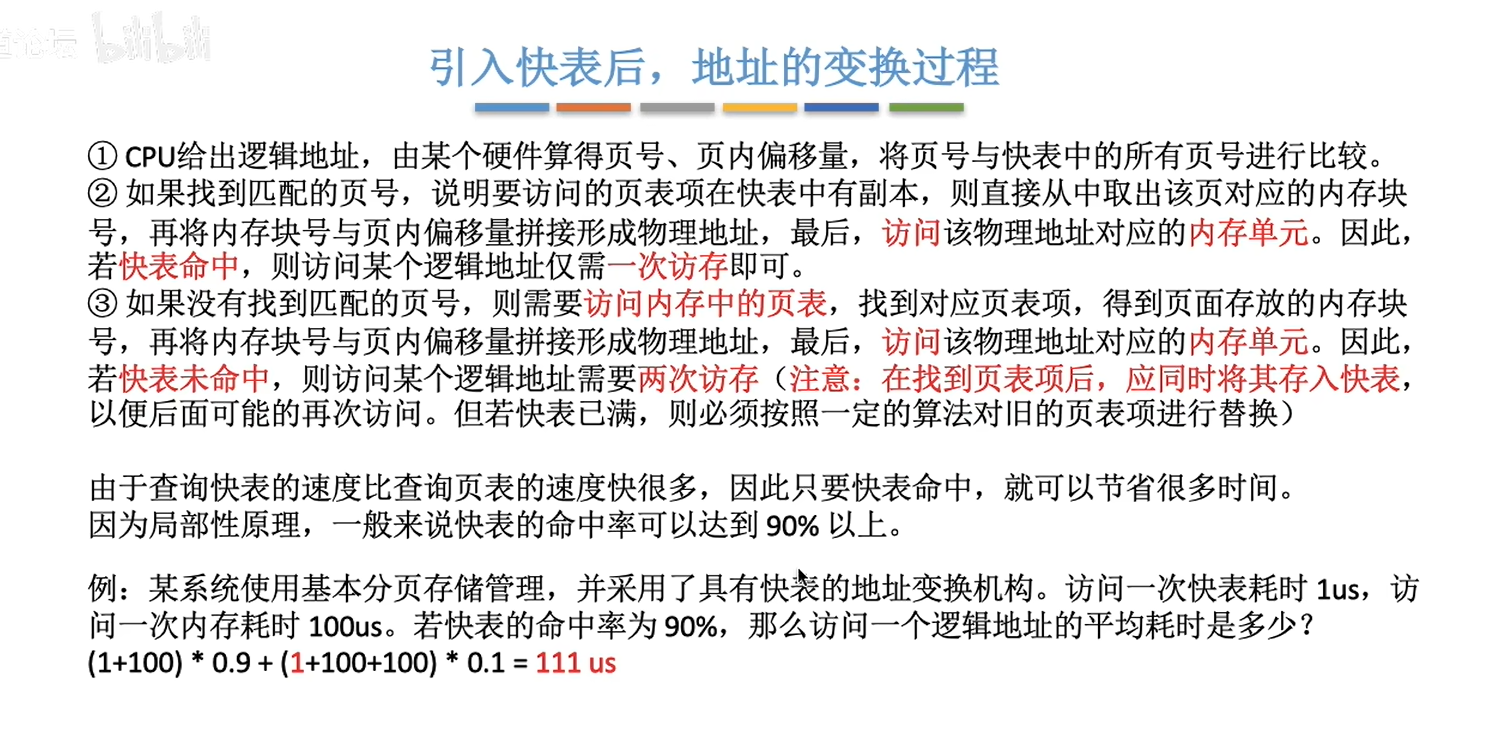 bilibili
引入快表后，地址的变换过程
① CPU给出逻辑地址，由某个硬件算得页号、页内偏移量，将页号与快表中的所有页号进行比较。
② 如果找到匹配的页号，说明要访问的页表项在快表中有副本，则直接从中取出该页对应的内存块
号，再将内存块号与页内偏移量拼接形成物理地址，最后，访问该物理地址对应的内存单元。因此，
若快表命中，则访问某个逻辑地址仅需一次访存即可。
③ 如果没有找到匹配的页号，则需要访问内存中的页表，找到对应页表项，得到页面存放的内存块
号，再将内存块号与页内偏移量拼接形成物理地址，最后，访问该物理地址对应的内存单元。因此，
若快表未命中，则访问某个逻辑地址需要两次访存（注意：在找到页表项后，应同时将其存入快表，
以便后面可能的再次访问。但若快表已满，则必须按照一定的算法对旧的页表项进行替换）
由于查询快表的速度比查询页表的速度快很多，因此只要快表命中，就可以节省很多时间。
因为局部性原理，一般来说快表的命中率可以达到 90% 以上。
例：某系统使用基本分页存储管理，并采用了具有快表的地址变换机构。访问一次快表耗时 1us，访
问一次内存耗时 100us。若快表的命中率为 90%，那么访问一个逻辑地址的平均耗时是多少？
(1+100) * 0.9 + (1+100+100) * 0.1 = 111 us